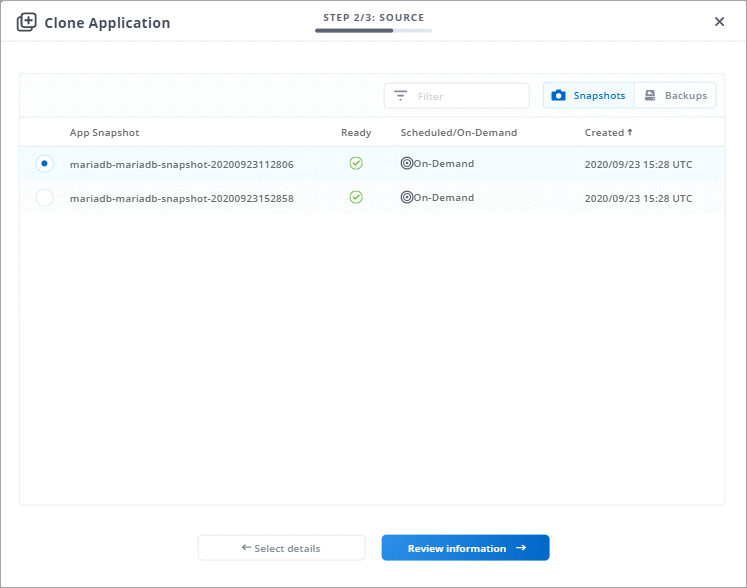 Clone Application
STEP 2/3: SOURCE
Filter
Snapshots
Backups
App Snapshot Ready Scheduled/On-Demand Created ↑
mariadb-mariadb-snapshot-20200923112806 On-Demand 2020/09/23 15:28 UTC
mariadb-mariadb-snapshot-20200923152858 On-Demand 2020/09/23 15:28 UTC
← Select details
Review information →